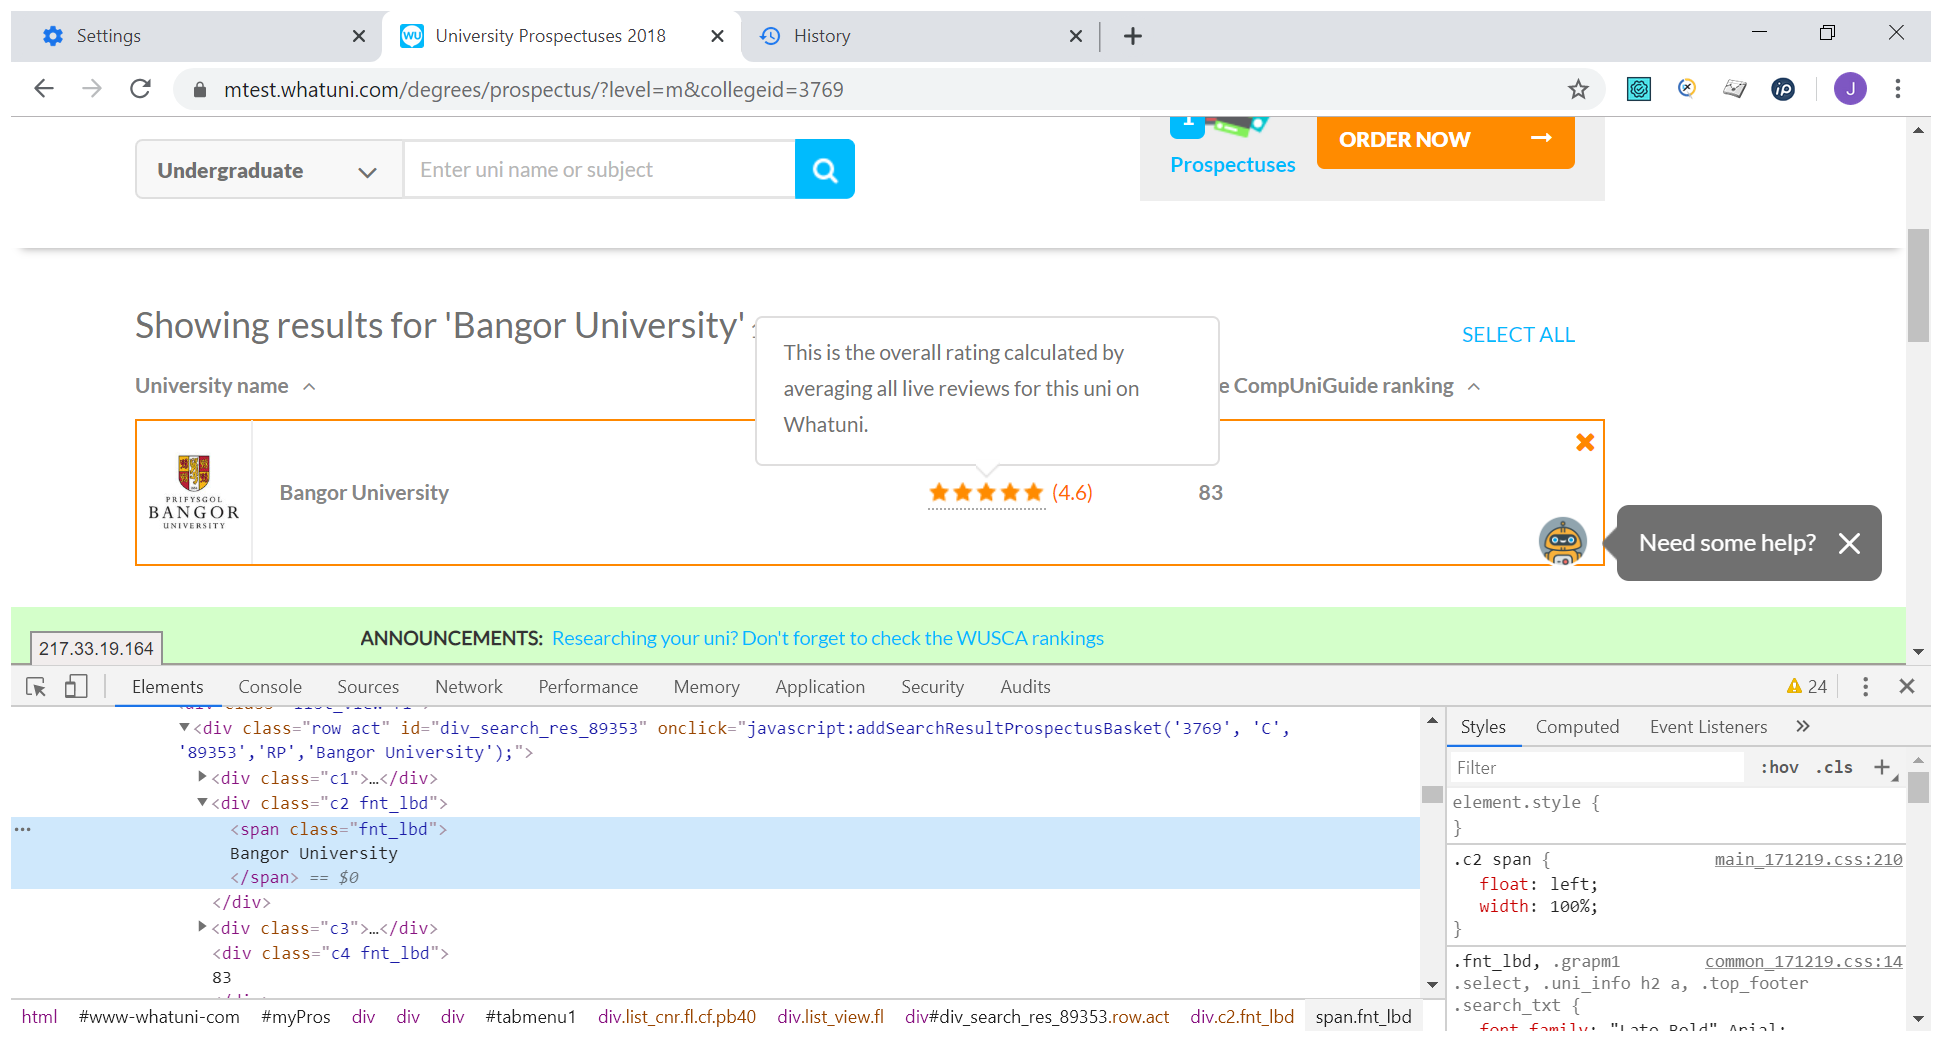 Settings
University Prospectuses 2018
History
mtest.whatuni.com/degrees/prospectus/?level=m&collegeid=3769
J
Undergraduate
Enter uni name or subject
1
Prospectuses
ORDER NOW
Showing results for 'Bangor University'
SELECT ALL
This is the overall rating calculated by
averaging all live reviews for this uni on
Whatuni.
University name
e CompUniGuide ranking
PRIFYSGOL
BANGOR
UNIVERSITY
Bangor University
(4.6)
83
Need some help?
ANNOUNCEMENTS: Researching your uni? Don't forget to check the WUSCA rankings
217.33.19.164
Elements Console Sources Network Performance Memory Application Security Audits
24
<div class="row act" id="div_search_res_89353" onclick="javascript:addSearchResultProspectusBasket('3769', 'C',
'89353','RP','Bangor University');">
<div class="c1">…</div>
<div class="c2 fnt_lbd">
<span class="fnt_lbd">
Bangor University
</span> == $0
</div>
<div class="c3">…</div>
<div class="c4 fnt_lbd">
83
html #www-whatuni-com #myPros div div div #tabmenu1 div.list_cnr.fl.cf.pb40 div.list_view.fl div#div_search_res_89353.row.act div.c2.fnt_lbd span.fnt_lbd
Styles Computed Event Listeners »
Filter :hov .cls +
element.style {
}
.c2 span { main_171219.css:210
float: left;
width: 100%;
}
.fnt_lbd, .grapm1 common_171219.css:14
.select, .uni_info h2 a, .top_footer
.search_txt {
font-family: "Lato Bold",Arial;